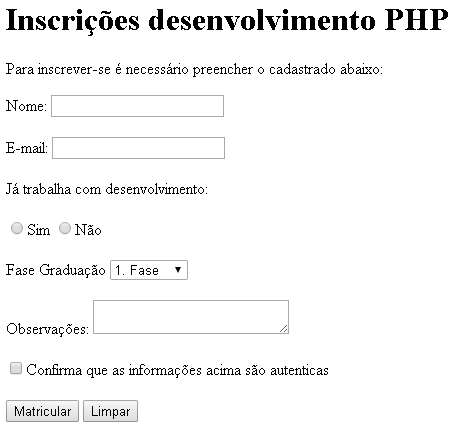 Inscrições desenvolvimento PHP
Para inscrever-se é necessário preencher o cadastrado abaixo:
Nome:
E-mail:
Já trabalha com desenvolvimento:
Sim Não
Fase Graduação 1. Fase
Observações:
Confirma que as informações acima são autenticas
Matricular Limpar